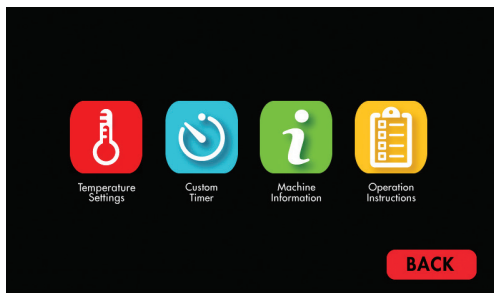 Temperature
Settings
Custom
Timer
Machine
Information
Operation
Instructions
BACK